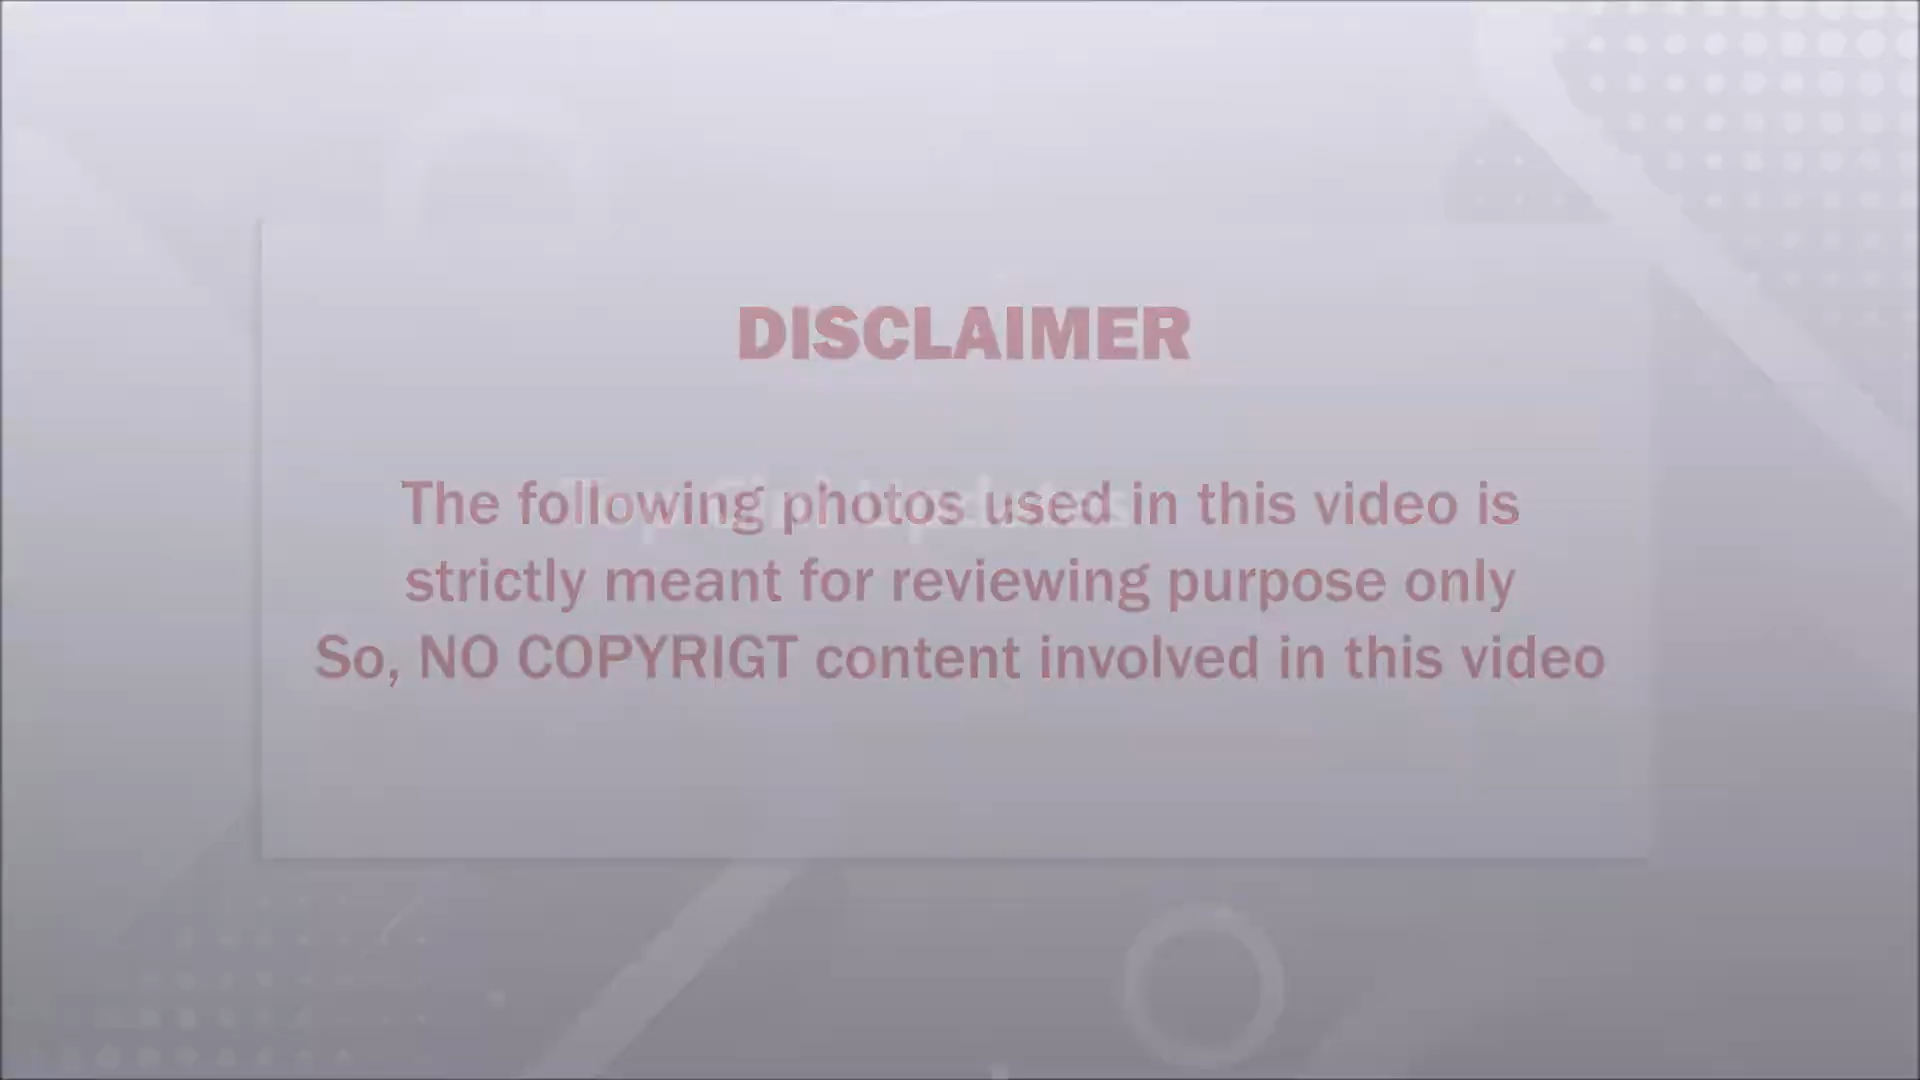 DISCLAIMER
The following photos used in this video is
strictly meant for reviewing purpose only
So, NO COPYRIGT content involved in this video